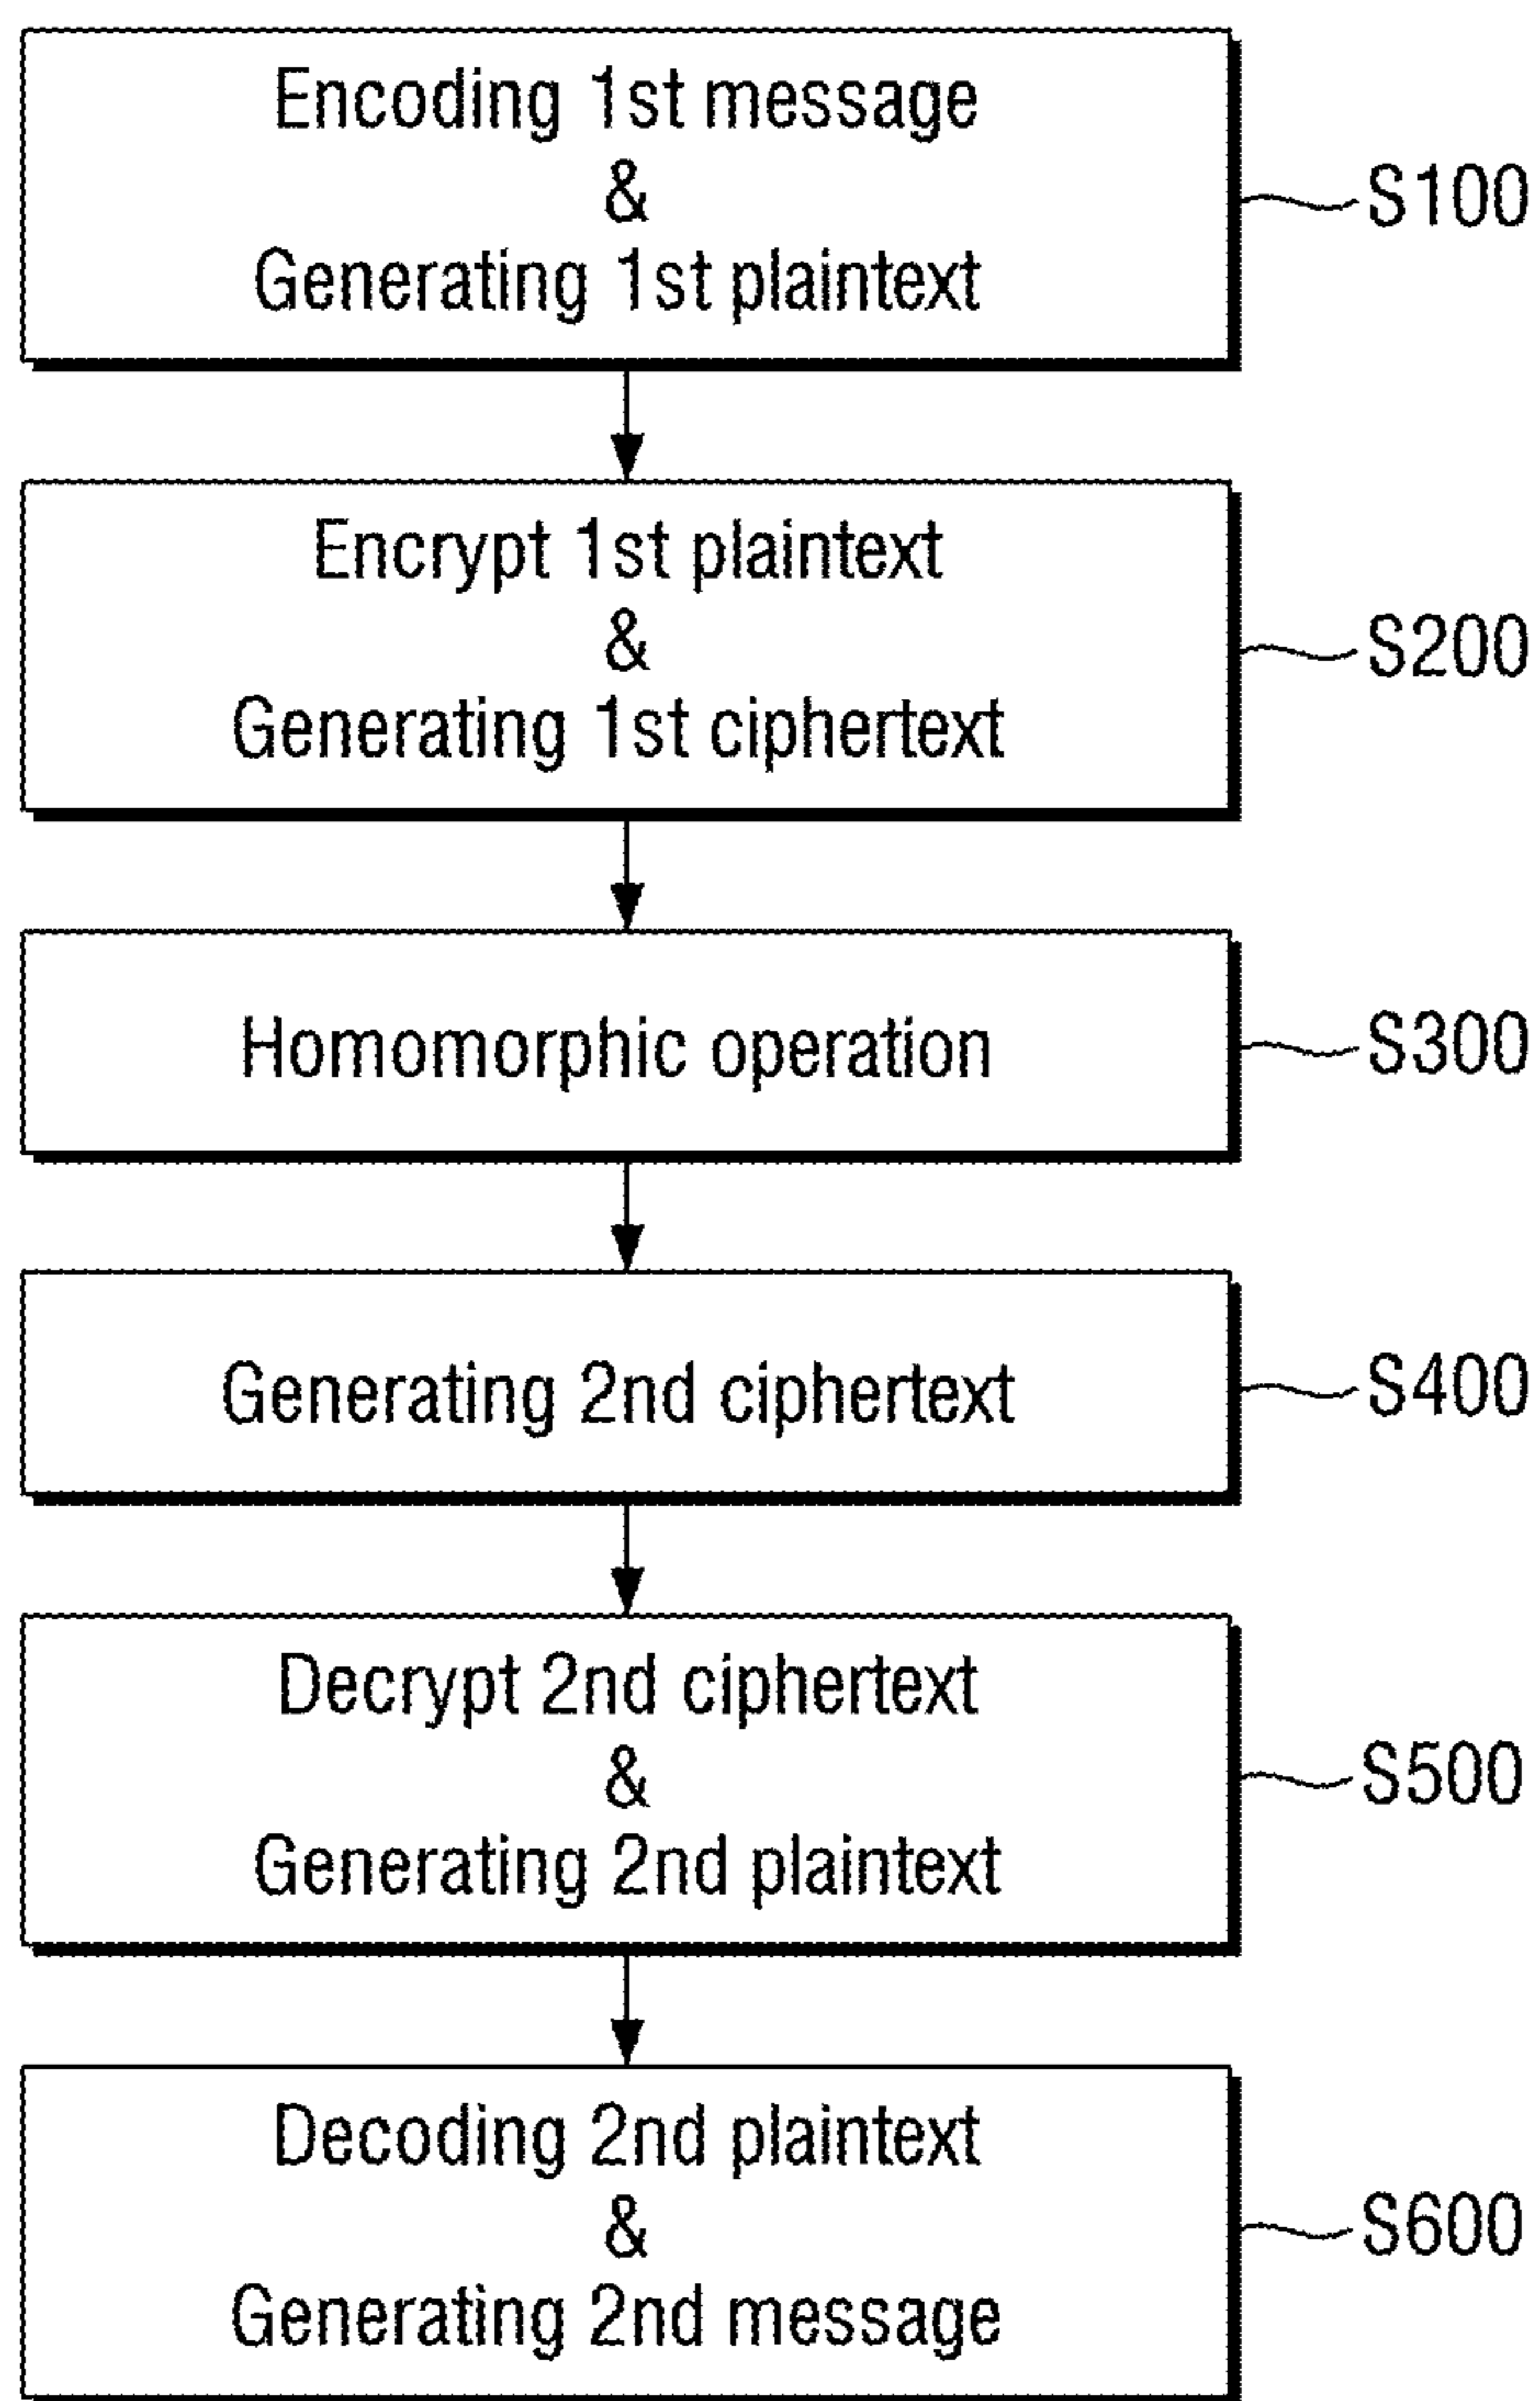 Encoding 1st message
&
Generating 1st plaintext
S100
Encrypt 1st plaintext
&
Generating 1st ciphertext
S200
Homomorphic operation
S300
Generating 2nd ciphertext
S400
Decrypt 2nd ciphertext
&
Generating 2nd plaintext
S500
Decoding 2nd plaintext
&
Generating 2nd message
S600